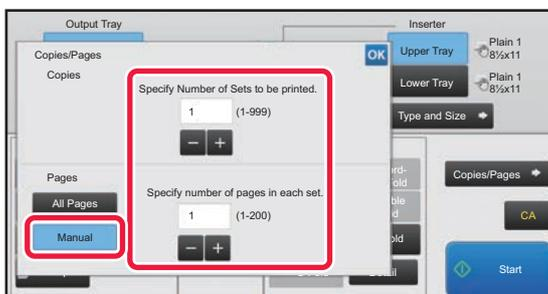 Output Tray
Inserter
Copies/Pages
OK
Upper Tray
Plain 1
8½x11
Copies
Specify Number of Sets to be printed.
Lower Tray
Plain 1
8½x11
1 (1-999)
Type and Size
Pages
Specify number of pages in each set.
Copies/Pages
All Pages
1 (1-200)
CA
Manual
Start